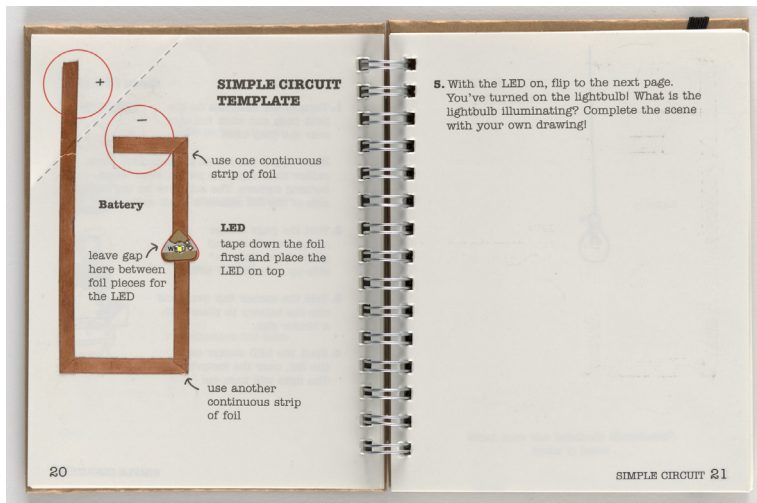 +
SIMPLE CIRCUIT
TEMPLATE
−
use one continuous
strip of foil
Battery
LED
tape down the foil
first and place the
LED on top
leave gap
here between
foil pieces for
the LED
use another
continuous strip
of foil
20
5. With the LED on, flip to the next page.
You've turned on the lightbulb! What is the
lightbulb illuminating? Complete the scene
with your own drawing!
SIMPLE CIRCUIT 21